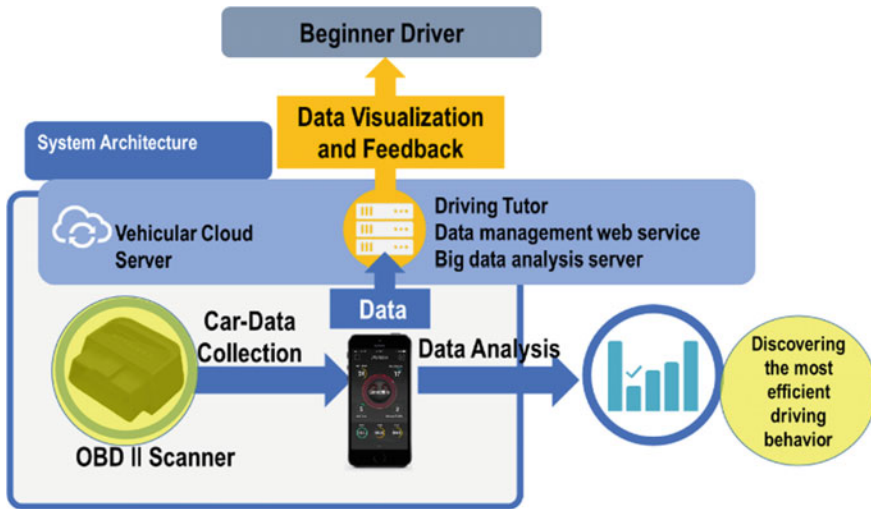 Beginner Driver
Data Visualization
and Feedback
System Architecture
Vehicular Cloud
Server
Driving Tutor
Data management web service
Big data analysis server
Data
Car-Data
Collection
Data Analysis
OBD II Scanner
Discovering
the most
efficient
driving
behavior